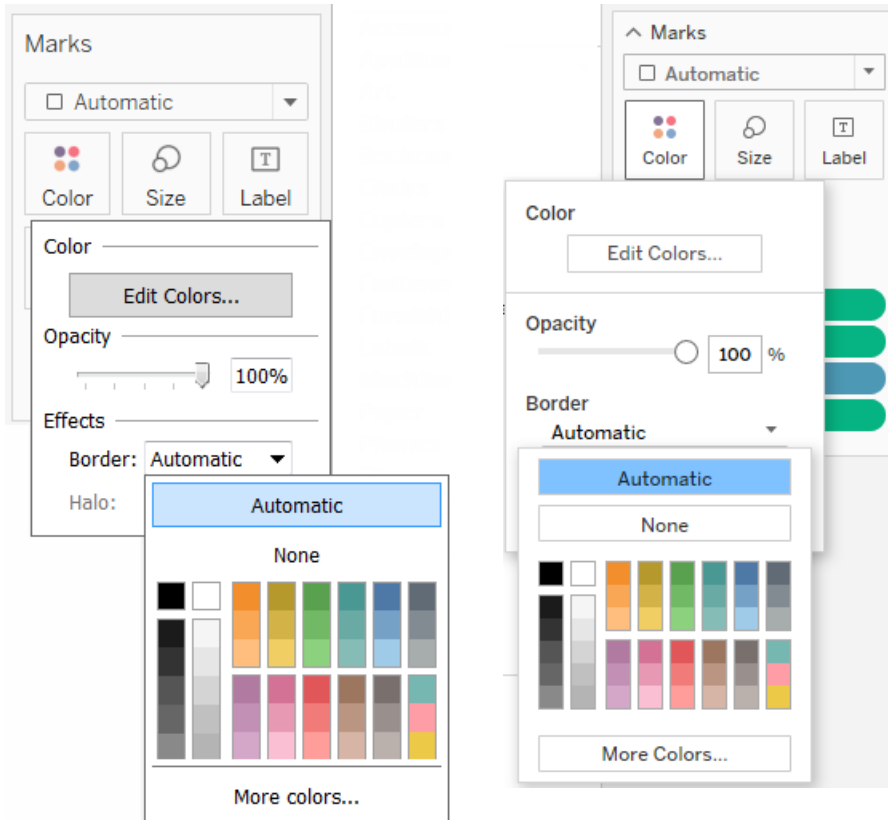 Marks
Automatic
Color Size Label
Color
Edit Colors...
Opacity
100%
Effects
Border: Automatic
Halo:
Automatic
None
More colors...
Marks
Automatic
Color Size Label
Color
Edit Colors...
Opacity
100 %
Border
Automatic
Automatic
None
More Colors...